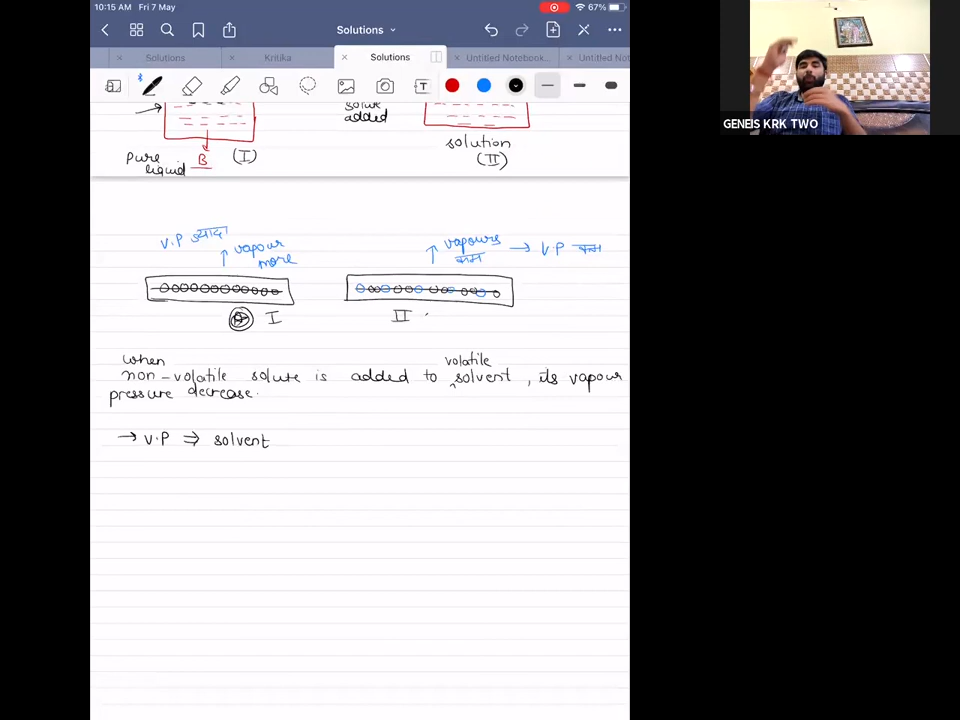 10:15 AM Fri 7 May
67%
Solutions
Solutions
Kritika
Solutions
Untitled Notebook...
Untitled Not
GENEIS KRK TWO
solute
added
Pure
liquid
B
(I)
solution
(II)
V.P ज्यादा
vapour
more
vapours
कम
→ V.P कम
I
II
when
volatile
non-volatile solute is added to solvent, its vapour
pressure decrease.
→ V.P ⇒ solvent